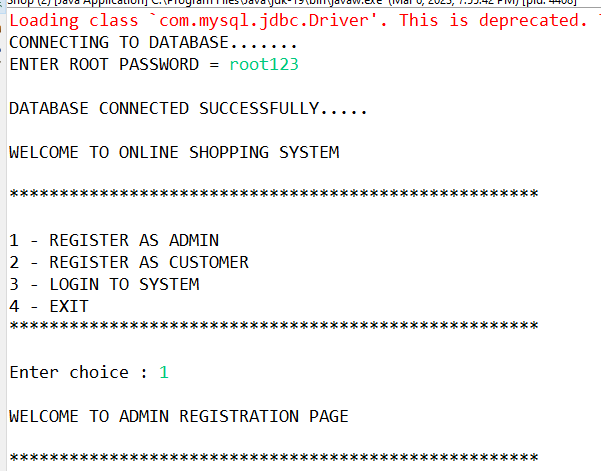 Shop (2) [Java Application] C:\Program Files\Java\jdk-19\bin\javaw.exe (Mar 6, 2023, 7:55:42 PM) [pid: 4408]
Loading class `com.mysql.jdbc.Driver'. This is deprecated.
CONNECTING TO DATABASE.......
ENTER ROOT PASSWORD = root123
DATABASE CONNECTED SUCCESSFULLY.....
WELCOME TO ONLINE SHOPPING SYSTEM
*****************************************************
1 - REGISTER AS ADMIN
2 - REGISTER AS CUSTOMER
3 - LOGIN TO SYSTEM
4 - EXIT
*****************************************************
Enter choice : 1
WELCOME TO ADMIN REGISTRATION PAGE
*****************************************************